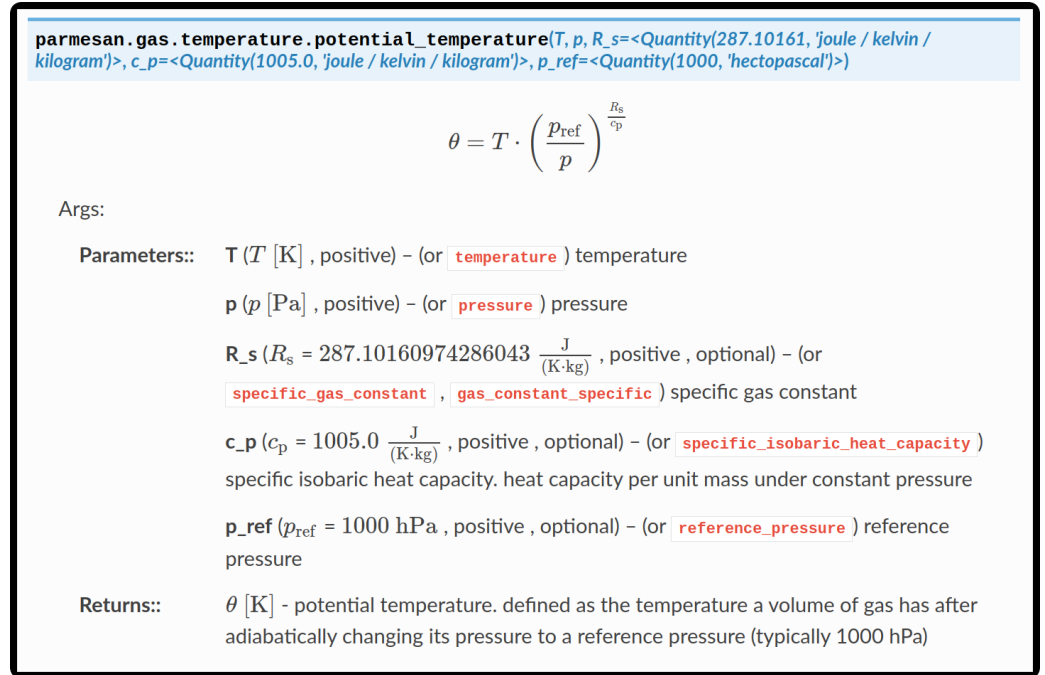 parmesan.gas.temperature.potential_temperature(T, p, R_s=<Quantity(287.10161, 'joule / kelvin /
kilogram')>, c_p=<Quantity(1005.0, 'joule / kelvin / kilogram')>, p_ref=<Quantity(1000, 'hectopascal')>)
θ = T · (p_ref / p)^(R_s / c_p)
Args:
Parameters:: T (T [K] , positive) – (or temperature ) temperature
p (p [Pa] , positive) – (or pressure ) pressure
R_s (R_s = 287.10160974286043 J/(K·kg) , positive , optional) – (or
specific_gas_constant , gas_constant_specific ) specific gas constant
c_p (c_p = 1005.0 J/(K·kg) , positive , optional) – (or specific_isobaric_heat_capacity )
specific isobaric heat capacity. heat capacity per unit mass under constant pressure
p_ref (p_ref = 1000 hPa , positive , optional) – (or reference_pressure ) reference
pressure
Returns:: θ [K] - potential temperature. defined as the temperature a volume of gas has after
adiabatically changing its pressure to a reference pressure (typically 1000 hPa)